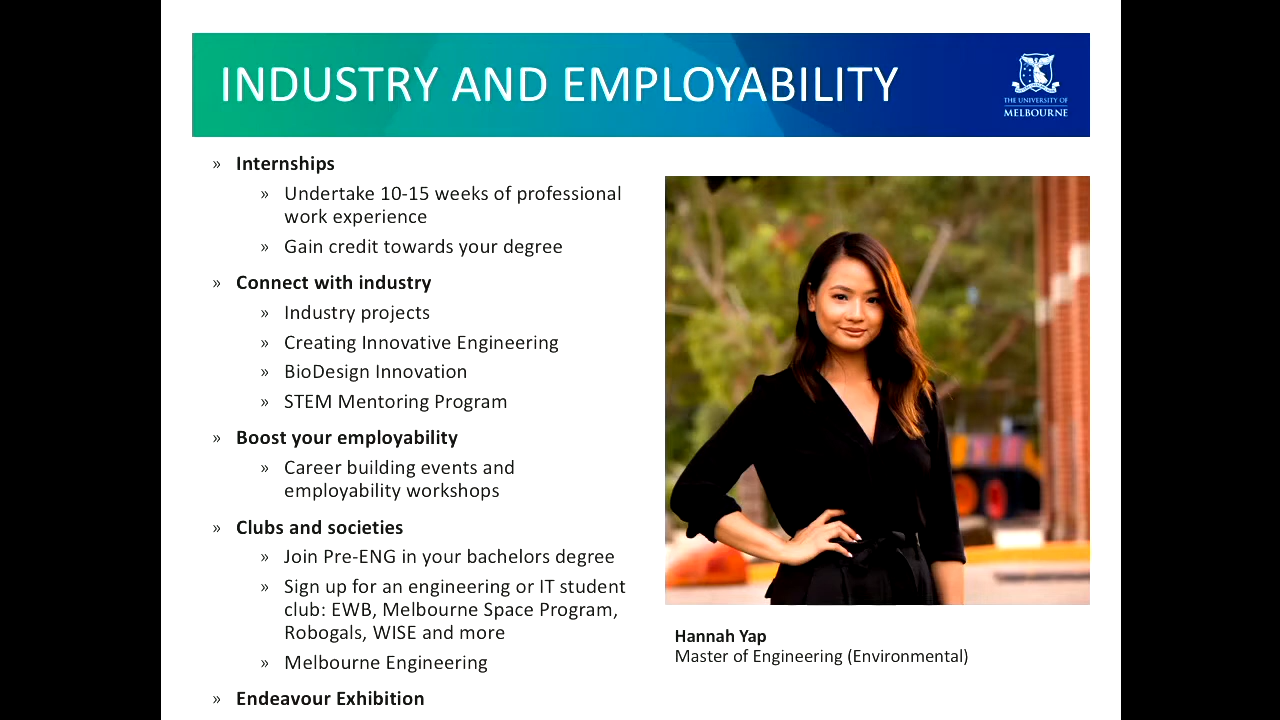 INDUSTRY AND EMPLOYABILITY
THE UNIVERSITY OF
MELBOURNE
» Internships
» Undertake 10-15 weeks of professional
work experience
» Gain credit towards your degree
» Connect with industry
» Industry projects
» Creating Innovative Engineering
» BioDesign Innovation
» STEM Mentoring Program
» Boost your employability
» Career building events and
employability workshops
» Clubs and societies
» Join Pre-ENG in your bachelors degree
» Sign up for an engineering or IT student
club: EWB, Melbourne Space Program,
Robogals, WISE and more
» Melbourne Engineering
» Endeavour Exhibition
Hannah Yap
Master of Engineering (Environmental)